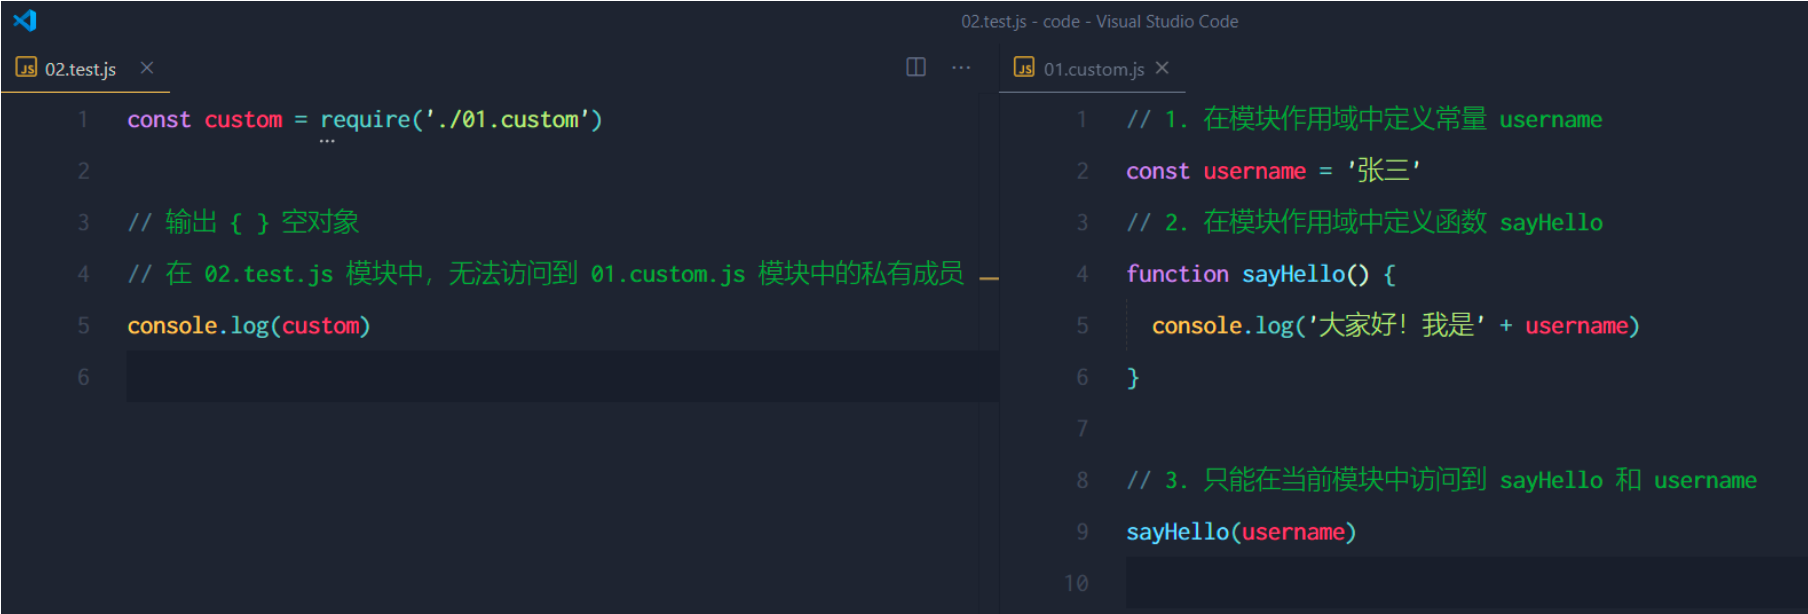 02.test.js - code - Visual Studio Code
JS 02.test.js
1 const custom = require('./01.custom')
2
3 // 输出 { } 空对象
4 // 在 02.test.js 模块中，无法访问到 01.custom.js 模块中的私有成员
5 console.log(custom)
6
JS 01.custom.js
1 // 1. 在模块作用域中定义常量 username
2 const username = '张三'
3 // 2. 在模块作用域中定义函数 sayHello
4 function sayHello() {
5 console.log('大家好！我是' + username)
6 }
7
8 // 3. 只能在当前模块中访问到 sayHello 和 username
9 sayHello(username)
10